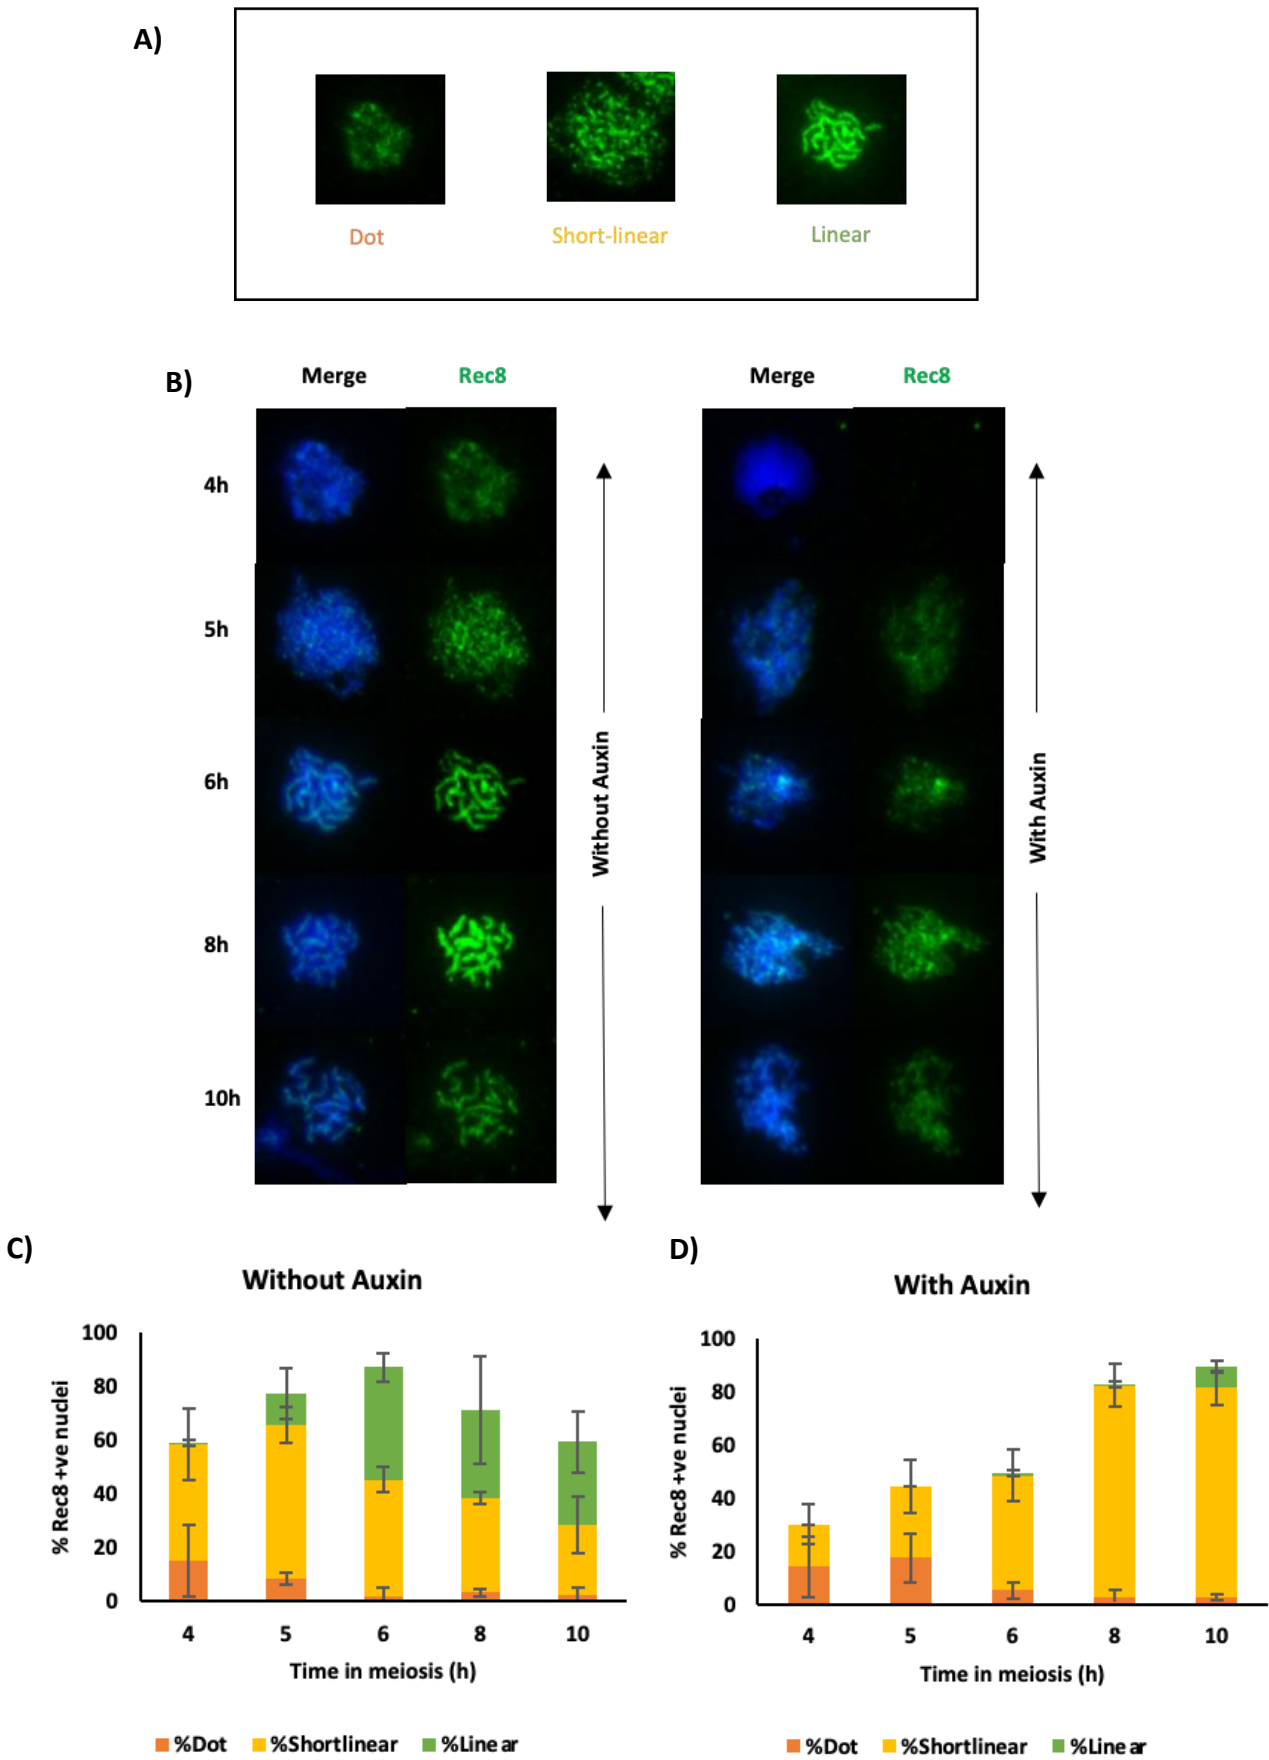 A)
Dot
Short-linear
Linear
B)
Merge
Rec8
Merge
Rec8
4h
5h
6h
8h
10h
Without Auxin
With Auxin
C)
Without Auxin
% Rec8 +ve nuclei
100
80
60
40
20
0
4
5
6
8
10
Time in meiosis (h)
%Dot
%Shortlinear
%Linear
D)
With Auxin
% Rec8 +ve nuclei
100
80
60
40
20
0
4
5
6
8
10
Time in meiosis (h)
%Dot
%Shortlinear
%Linear